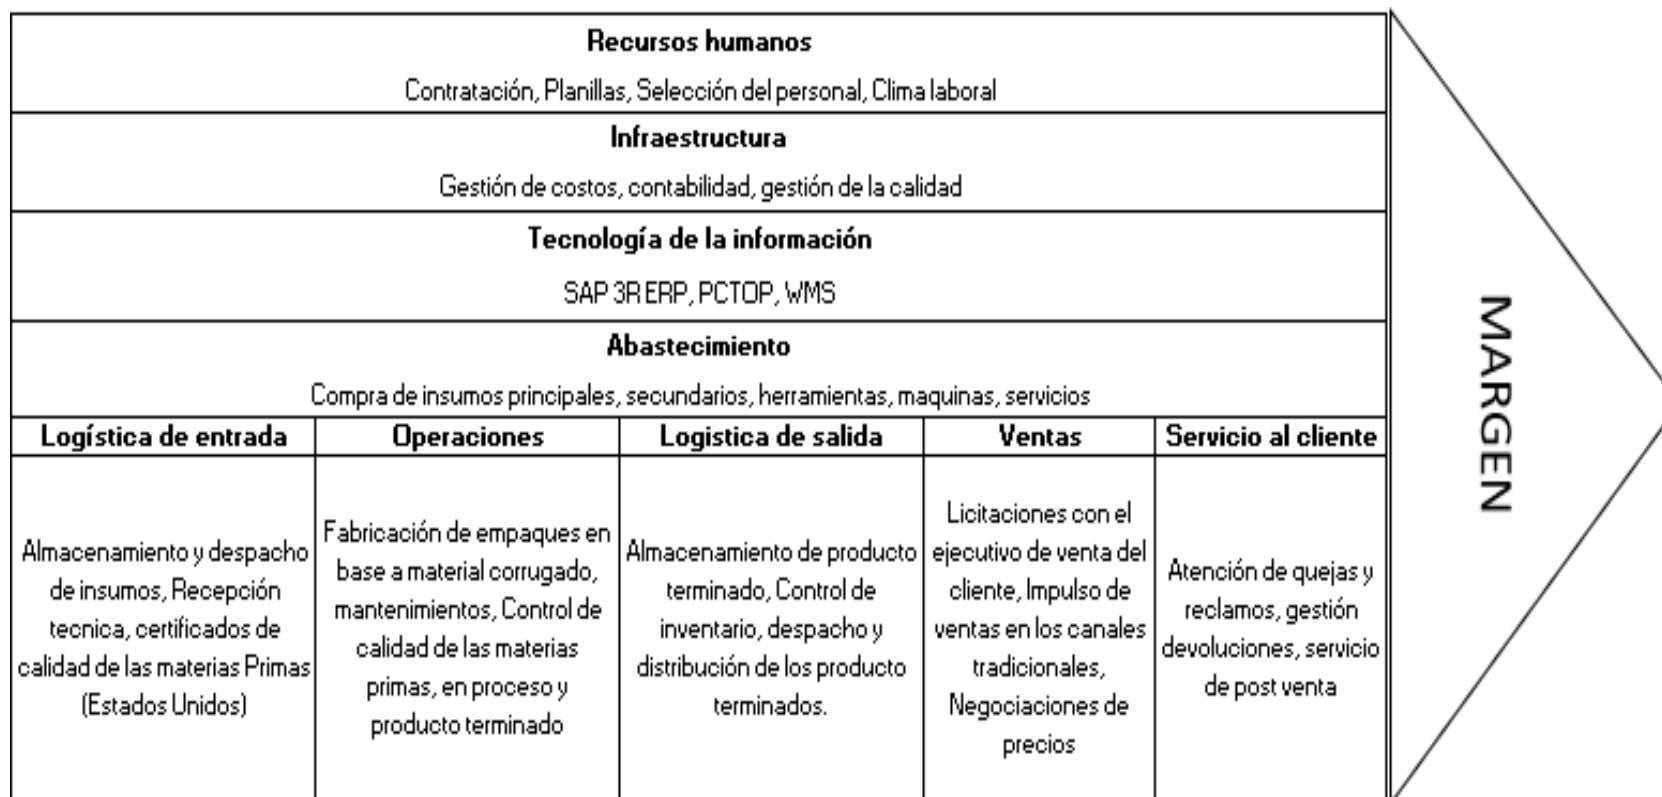 Recursos humanos
Contratación, Planillas, Selección del personal, Clima laboral
Infraestructura
Gestión de costos, contabilidad, gestión de la calidad
Tecnología de la información
SAP 3R ERP, PCTOP, WMS
Abastecimiento
Compra de insumos principales, secundarios, herramientas, maquinas, servicios
Logística de entrada
Almacenamiento y despacho
de insumos, Recepción
tecnica, certificados de
calidad de las materias Primas
(Estados Unidos)
Operaciones
Fabricación de empaques en
base a material corrugado,
mantenimientos, Control de
calidad de las materias
primas, en proceso y
producto terminado
Logistica de salida
Almacenamiento de producto
terminado, Control de
inventario, despacho y
distribución de los producto
terminados.
Ventas
Licitaciones con el
ejecutivo de venta del
cliente, Impulso de
ventas en los canales
tradicionales,
Negociaciones de
precios
Servicio al cliente
Atención de quejas y
reclamos, gestión
devoluciones, servicio
de post venta
MARGEN